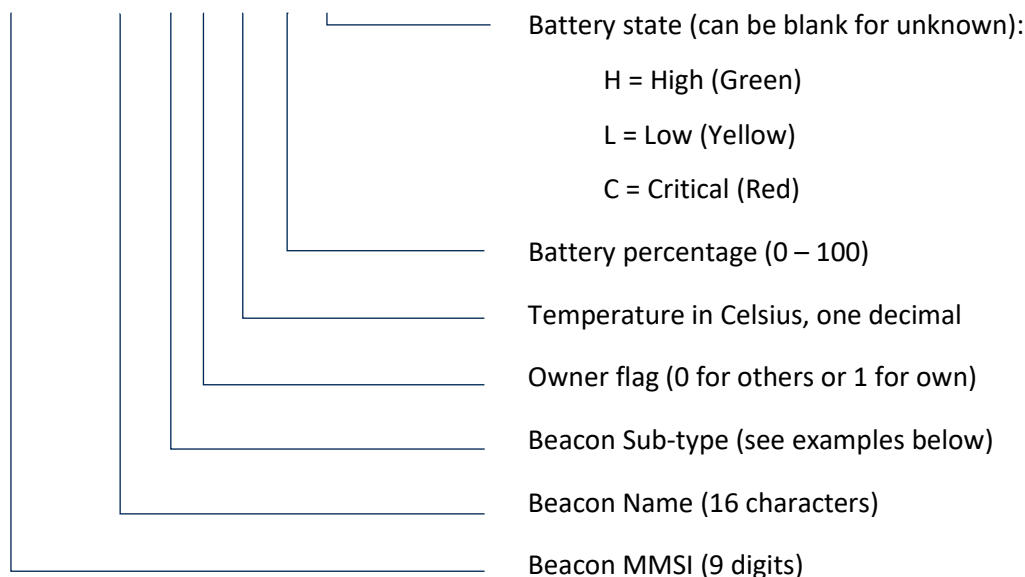 Battery state (can be blank for unknown):
H = High (Green)
L = Low (Yellow)
C = Critical (Red)
Battery percentage (0 – 100)
Temperature in Celsius, one decimal
Owner flag (0 for others or 1 for own)
Beacon Sub-type (see examples below)
Beacon Name (16 characters)
Beacon MMSI (9 digits)